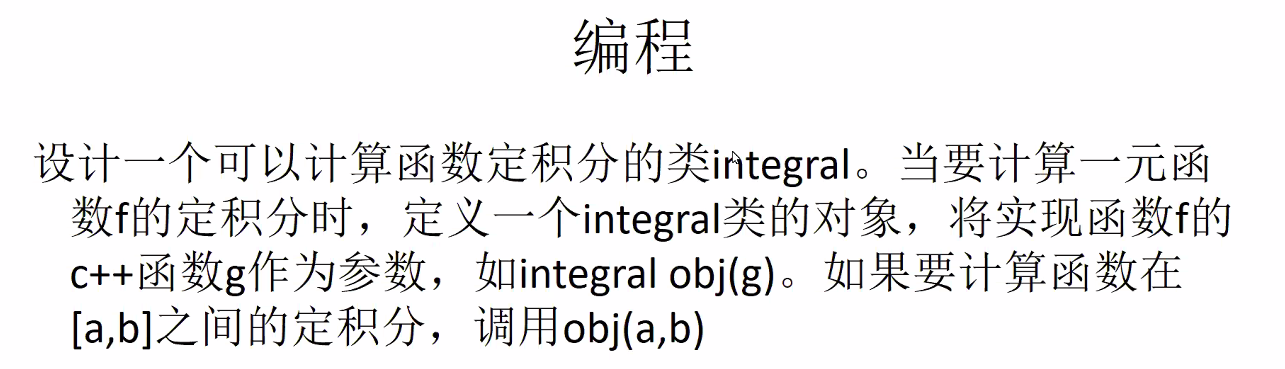 编程
设计一个可以计算函数定积分的类integral。当要计算一元函
数f的定积分时，定义一个integral类的对象，将实现函数f的
c++函数g作为参数，如integral obj(g)。如果要计算函数在
[a,b]之间的定积分，调用obj(a,b)